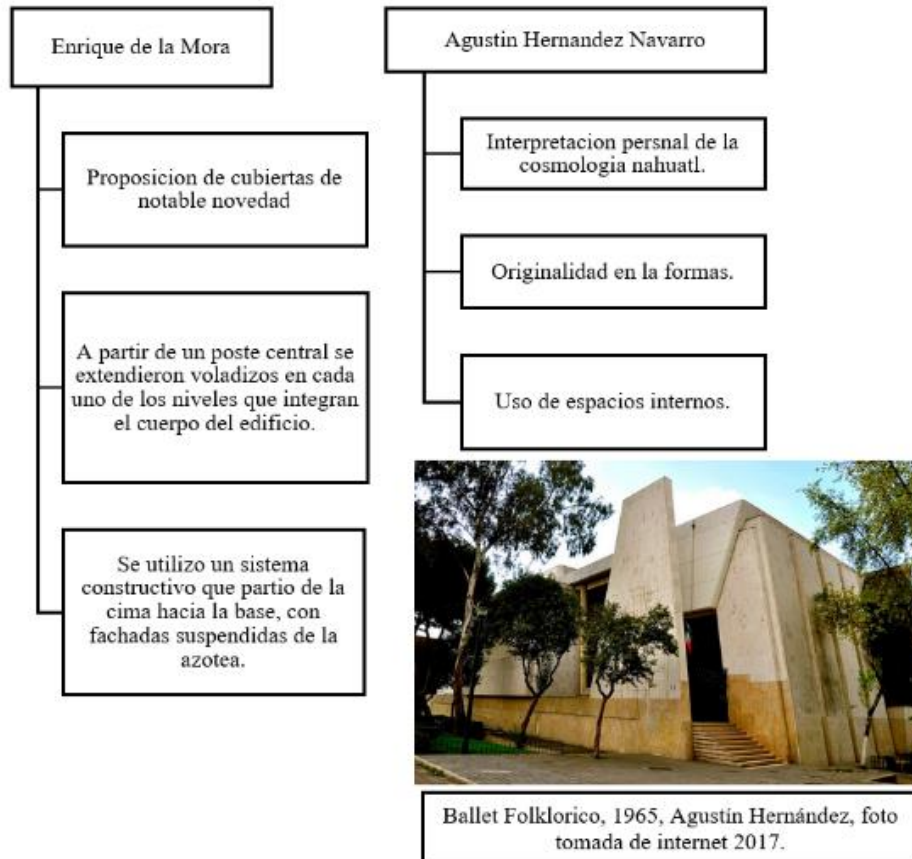 Enrique de la Mora
Proposicion de cubiertas de
notable novedad
A partir de un poste central se
extendieron voladizos en cada
uno de los niveles que integran
el cuerpo del edificio.
Se utilizo un sistema
constructivo que partio de la
cima hacia la base, con
fachadas suspendidas de la
azotea.
Agustin Hernandez Navarro
Interpretacion persnal de la
cosmologia nahuatl.
Originalidad en la formas.
Uso de espacios internos.
Ballet Folklorico, 1965, Agustín Hernández, foto
tomada de internet 2017.